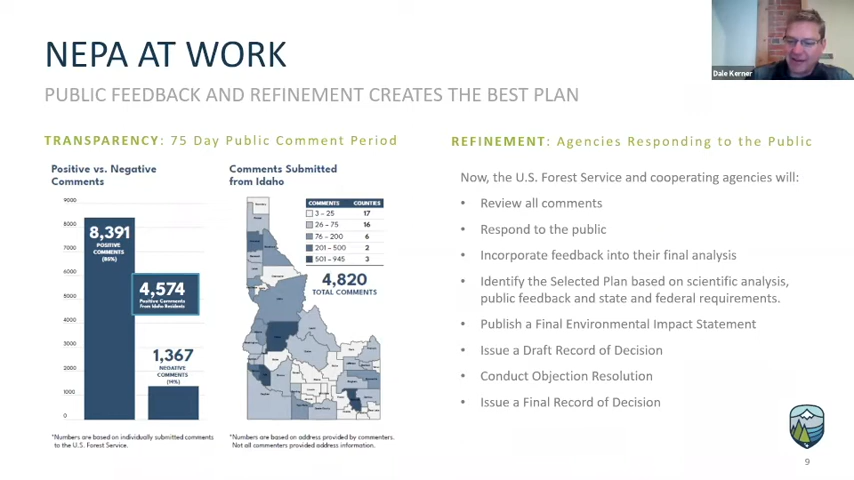 NEPA AT WORK
PUBLIC FEEDBACK AND REFINEMENT CREATES THE BEST PLAN
Dale Kerner
TRANSPARENCY: 75 Day Public Comment Period
Positive vs. Negative
Comments
9000
8000
7000
6000
5000
4000
3000
2000
1000
0
8,391
POSITIVE
COMMENTS
(86%)
4,574
Positive Comments
from Idaho Residents
1,367
NEGATIVE
COMMENTS
(14%)
*Numbers are based on individually submitted comments
to the U.S. Forest Service.
Comments Submitted
from Idaho
COMMENTS COUNTIES
3 – 25 17
26 – 75 16
76 – 200 6
201 – 500 2
501 – 945 3
4,820
TOTAL COMMENTS
*Numbers are based on address provided by commenters.
Not all commenters provided address information.
REFINEMENT: Agencies Responding to the Public
Now, the U.S. Forest Service and cooperating agencies will:
• Review all comments
• Respond to the public
• Incorporate feedback into their final analysis
• Identify the Selected Plan based on scientific analysis,
public feedback and state and federal requirements.
• Publish a Final Environmental Impact Statement
• Issue a Draft Record of Decision
• Conduct Objection Resolution
• Issue a Final Record of Decision
9